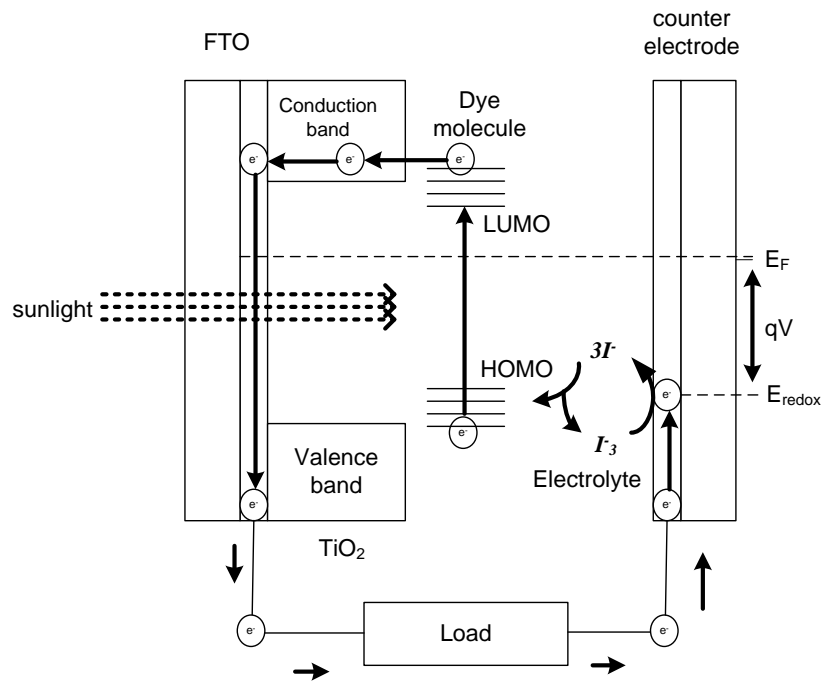 FTO
counter
electrode
Conduction
band
Dye
molecule
e-
e-
e-
LUMO
E_F
sunlight
qV
HOMO
3I-
e-
E_redox
e-
I-3
Valence
band
Electrolyte
e-
e-
TiO2
e-
Load
e-